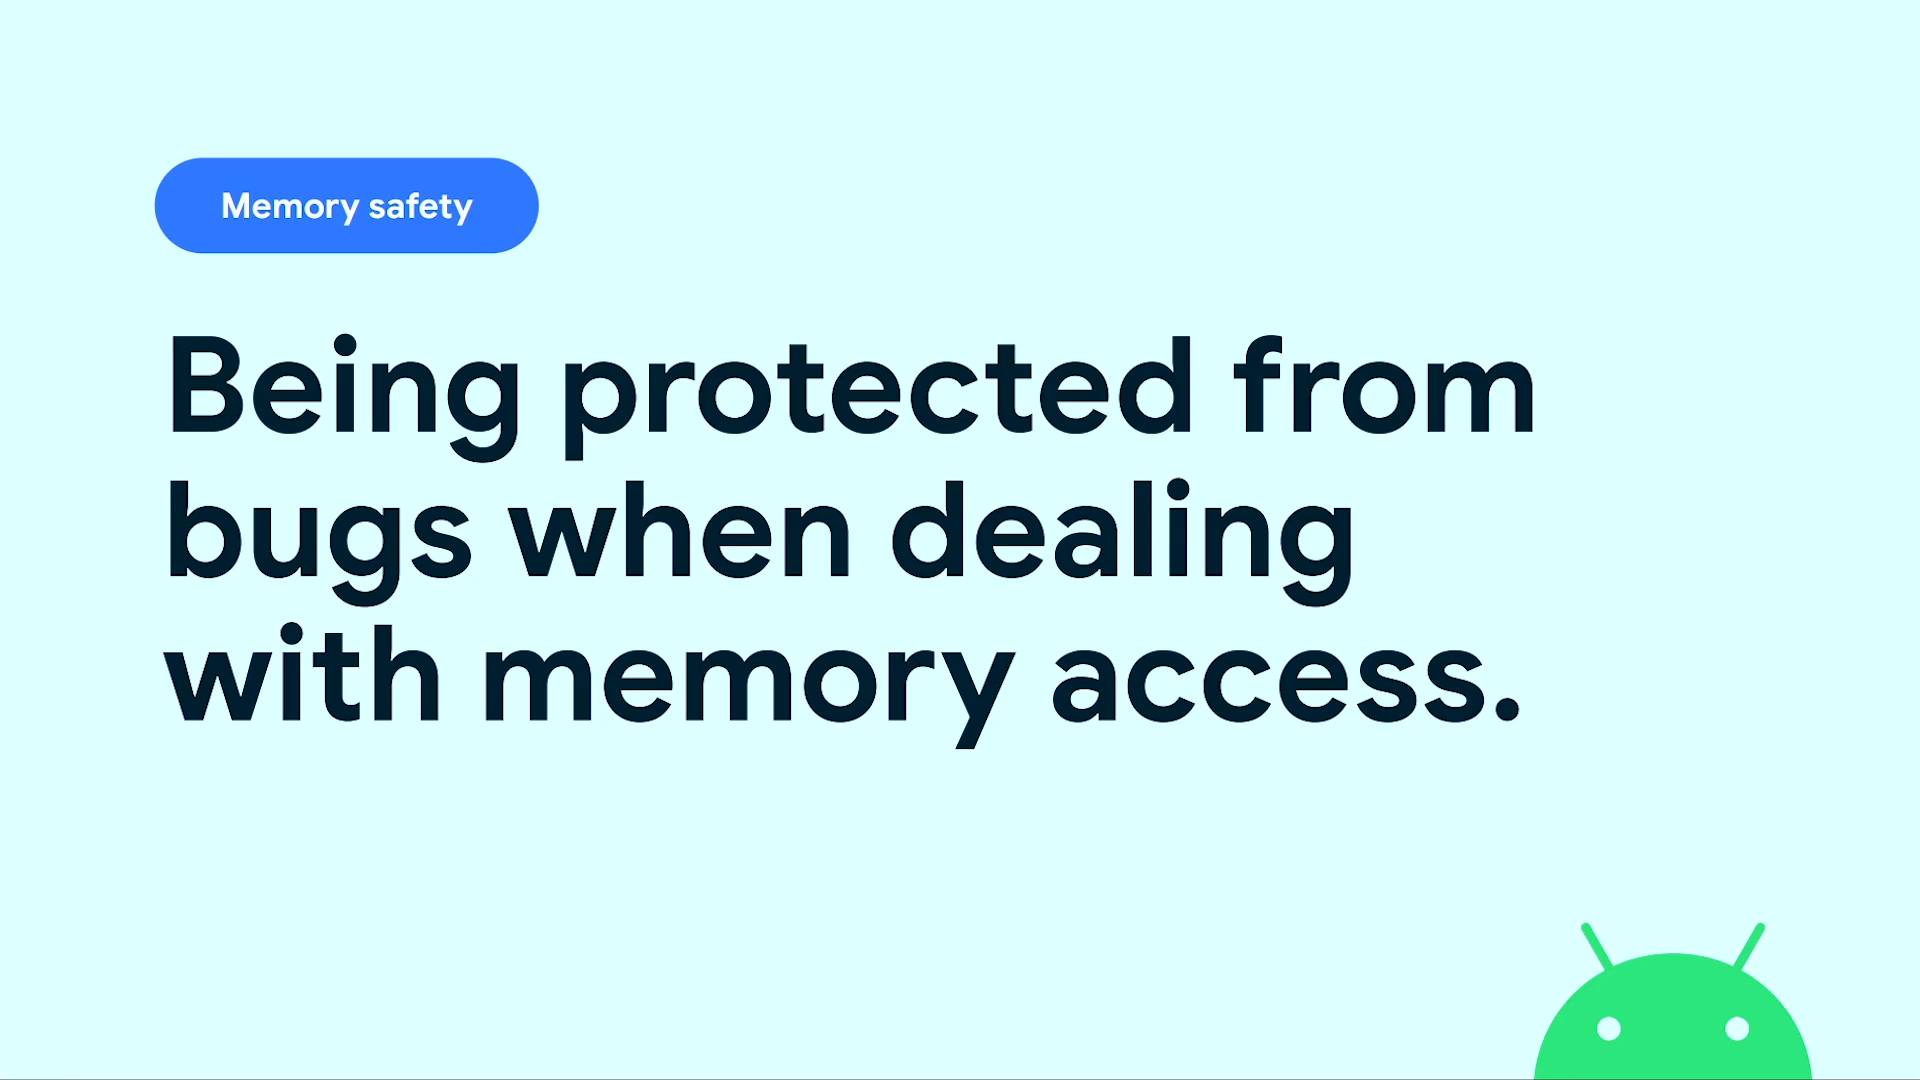 Memory safety
Being protected from
bugs when dealing
with memory access.